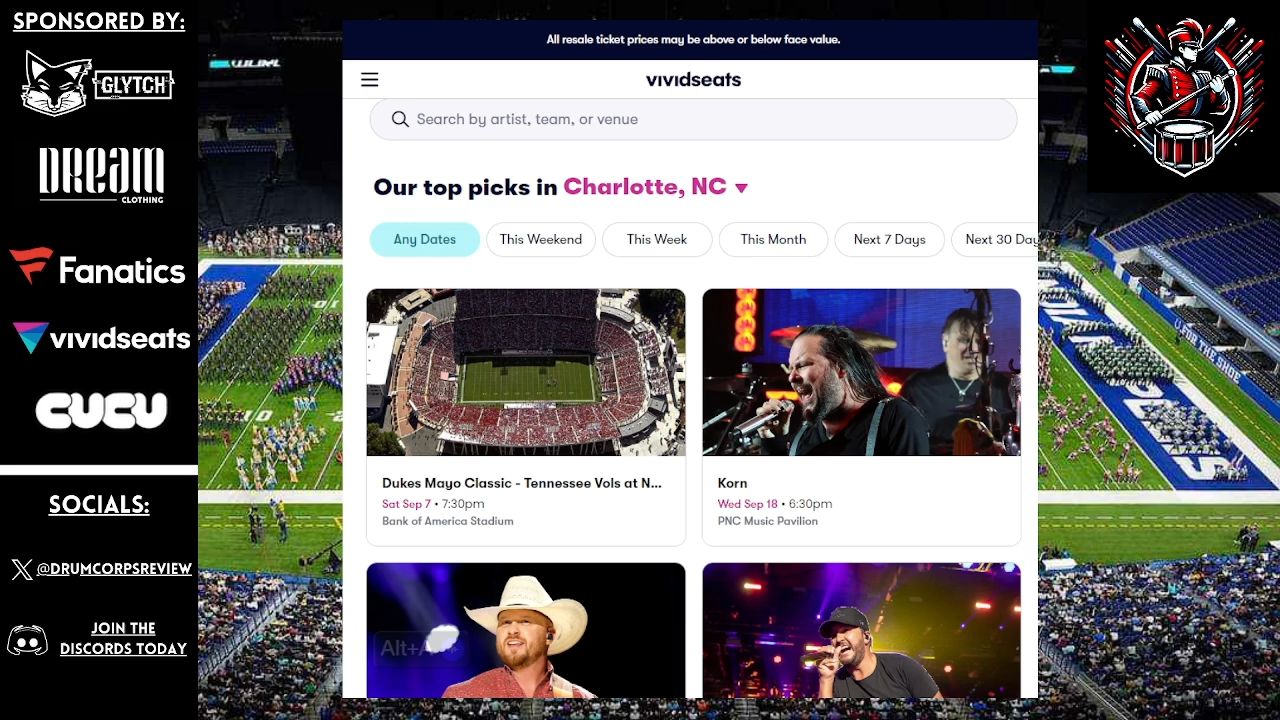 SPONSORED BY:
GLYTCH
DREAM
CLOTHING
Fanatics
vividseats
CUCU
SOCIALS:
@DRUMCORPSREVIEW
JOIN THE
DISCORDS TODAY
All resale ticket prices may be above or below face value.
vividseats
Search by artist, team, or venue
Our top picks in Charlotte, NC
Any Dates
This Weekend
This Week
This Month
Next 7 Days
Next 30 Day
Dukes Mayo Classic - Tennessee Vols at N...
Sat Sep 7 • 7:30pm
Bank of America Stadium
Korn
Wed Sep 18 • 6:30pm
PNC Music Pavilion